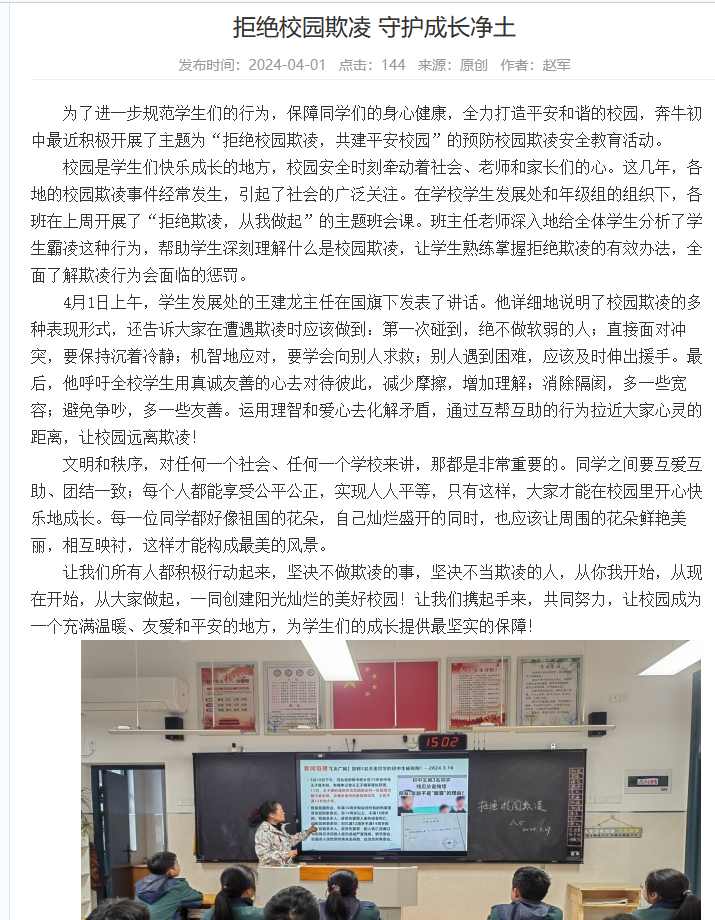 拒绝校园欺凌 守护成长净土
发布时间：2024-04-01 点击：144 来源：原创 作者：赵军
为了进一步规范学生们的行为，保障同学们的身心健康，全力打造平安和谐的校园，奔牛初
中最近积极开展了主题为“拒绝校园欺凌，共建平安校园”的预防校园欺凌安全教育活动。
校园是学生们快乐成长的地方，校园安全时刻牵动着社会、老师和家长们的心。这几年，各
地的校园欺凌事件经常发生，引起了社会的广泛关注。在学校学生发展处和年级组的组织下，各
班在上周开展了“拒绝欺凌，从我做起”的主题班会课。班主任老师深入地给全体学生分析了学
生霸凌这种行为，帮助学生深刻理解什么是校园欺凌，让学生熟练掌握拒绝欺凌的有效办法，全
面了解欺凌行为会面临的惩罚。
4月1日上午，学生发展处的王建龙主任在国旗下发表了讲话。他详细地说明了校园欺凌的多
种表现形式，还告诉大家在遭遇欺凌时应该做到：第一次碰到，绝不做软弱的人；直接面对冲
突，要保持沉着冷静；机智地应对，要学会向别人求救；别人遇到困难，应该及时伸出援手。最
后，他呼吁全校学生用真诚友善的心去对待彼此，减少摩擦，增加理解；消除隔阂，多一些宽
容；避免争吵，多一些友善。运用理智和爱心去化解矛盾，通过互帮互助的行为拉近大家心灵的
距离，让校园远离欺凌！
文明和秩序，对任何一个社会、任何一个学校来讲，那都是非常重要的。同学之间要互爱互
助、团结一致；每个人都能享受公平公正，实现人人平等，只有这样，大家才能在校园里开心快
乐地成长。每一位同学都好像祖国的花朵，自己灿烂盛开的同时，也应该让周围的花朵鲜艳美
丽，相互映衬，这样才能构成最美的风景。
让我们所有人都积极行动起来，坚决不做欺凌的事，坚决不当欺凌的人，从你我开始，从现
在开始，从大家做起，一同创建阳光灿烂的美好校园！让我们携起手来，共同努力，让校园成为
一个充满温暖、友爱和平安的地方，为学生们的成长提供最坚实的保障！
1502
拒绝校园欺凌